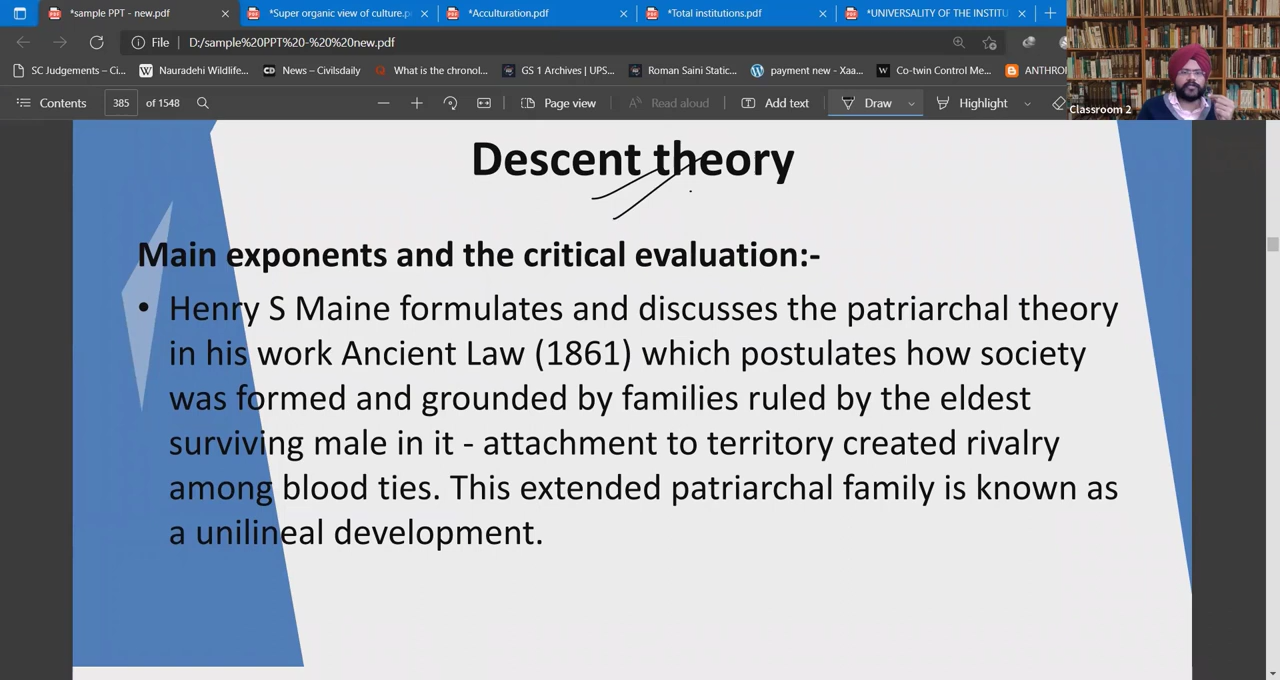 *sample PPT - new.pdf
*Super organic view of culture.p
*Acculturation.pdf
*Total institutions.pdf
*UNIVERSALITY OF THE INSTITU
File
D:/sample%20PPT%20-%20%20new.pdf
SC Judgements – Ci...
Nauradehi Wildlife...
News – Civilsdaily
What is the chronol...
GS 1 Archives | UPS...
Roman Saini Static...
payment new - Xaa...
Co-twin Control Me...
ANTHRO
Contents
385 of 1548
Page view
Read aloud
Add text
Draw
Highlight
Classroom 2
Descent theory
Main exponents and the critical evaluation:-
• Henry S Maine formulates and discusses the patriarchal theory
in his work Ancient Law (1861) which postulates how society
was formed and grounded by families ruled by the eldest
surviving male in it - attachment to territory created rivalry
among blood ties. This extended patriarchal family is known as
a unilineal development.